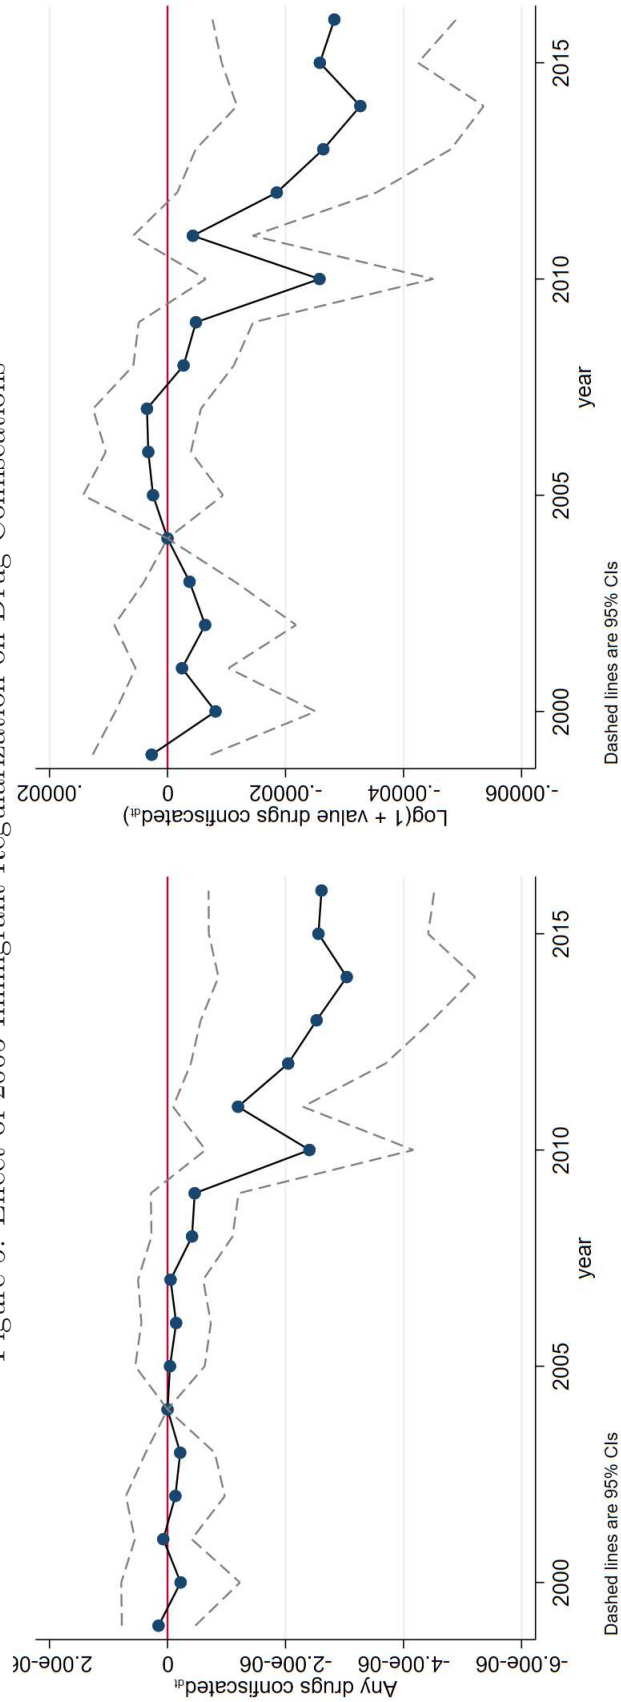 Figure Effect of 2005 Immigrant Regularization on Drug Confiscations
Any drugs confiscated_dt
2.00e-06
0
-2.00e-06
-4.00e-06
-6.00e-06
2000 2005 2010 2015
year
Dashed lines are 95% CIs
Log(1 + value drugs confiscated_dt)
.00002
0
-.00002
-.00004
-.00006
2000 2005 2010 2015
year
Dashed lines are 95% CIs